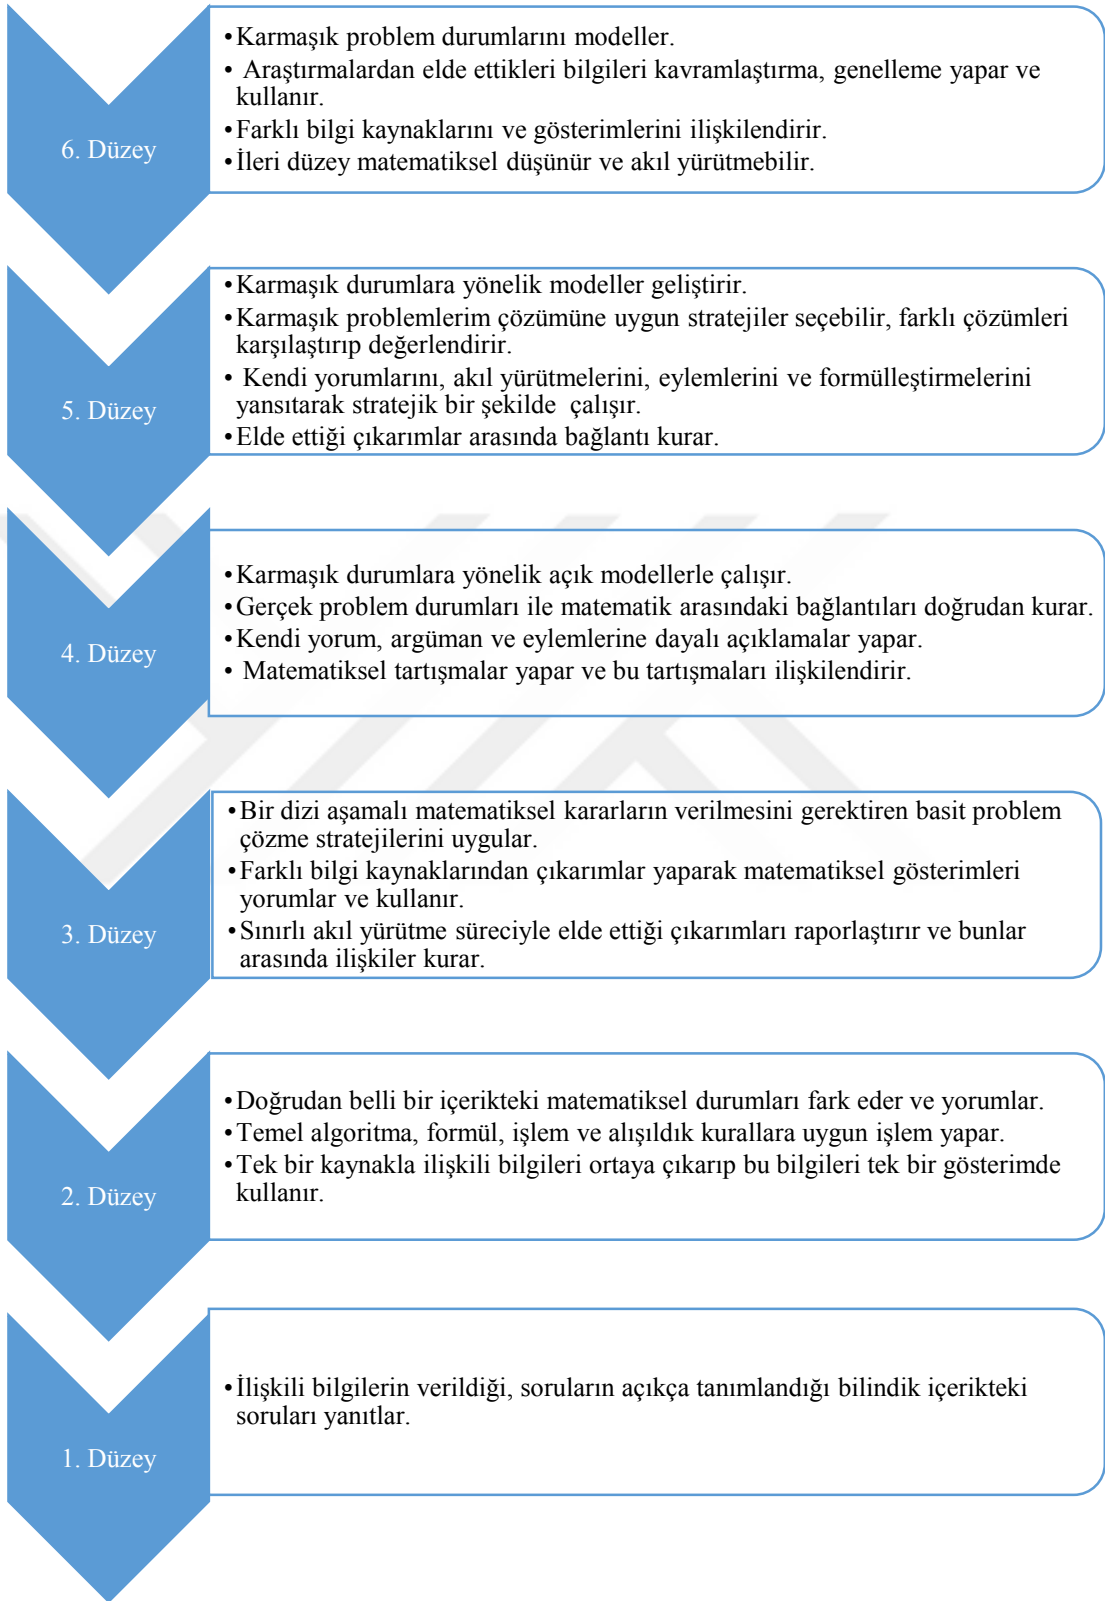 6. Düzey
•Karmaşık problem durumlarını modeller.
• Araştırmalardan elde ettikleri bilgileri kavramlaştırma, genelleme yapar ve
kullanır.
•Farklı bilgi kaynaklarını ve gösterimlerini ilişkilendirir.
•İleri düzey matematiksel düşünür ve akıl yürütmebilir.
5. Düzey
•Karmaşık durumlara yönelik modeller geliştirir.
•Karmaşık problemlerim çözümüne uygun stratejiler seçebilir, farklı çözümleri
karşılaştırıp değerlendirir.
• Kendi yorumlarını, akıl yürütmelerini, eylemlerini ve formülleştirmelerini
yansıtarak stratejik bir şekilde çalışır.
•Elde ettiği çıkarımlar arasında bağlantı kurar.
4. Düzey
•Karmaşık durumlara yönelik açık modellerle çalışır.
•Gerçek problem durumları ile matematik arasındaki bağlantıları doğrudan kurar.
•Kendi yorum, argüman ve eylemlerine dayalı açıklamalar yapar.
• Matematiksel tartışmalar yapar ve bu tartışmaları ilişkilendirir.
3. Düzey
•Bir dizi aşamalı matematiksel kararların verilmesini gerektiren basit problem
çözme stratejilerini uygular.
•Farklı bilgi kaynaklarından çıkarımlar yaparak matematiksel gösterimleri
yorumlar ve kullanır.
•Sınırlı akıl yürütme süreciyle elde ettiği çıkarımları raporlaştırır ve bunlar
arasında ilişkiler kurar.
2. Düzey
•Doğrudan belli bir içerikteki matematiksel durumları fark eder ve yorumlar.
•Temel algoritma, formül, işlem ve alışıldık kurallara uygun işlem yapar.
•Tek bir kaynakla ilişkili bilgileri ortaya çıkarıp bu bilgileri tek bir gösterimde
kullanır.
1. Düzey
•İlişkili bilgilerin verildiği, soruların açıkça tanımlandığı bilindik içerikteki
soruları yanıtlar.